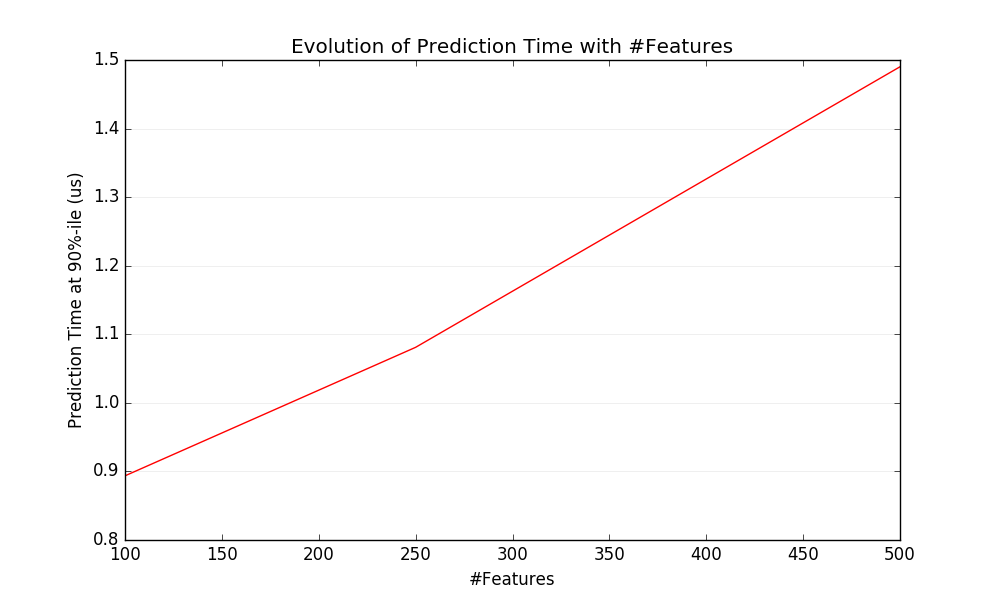 Evolution of Prediction Time with #Features
1.5
1.4
1.3
1.2
1.1
1.0
0.9
0.8
Prediction Time at 90%-ile (us)
100 150 200 250 300 350 400 450 500
#Features